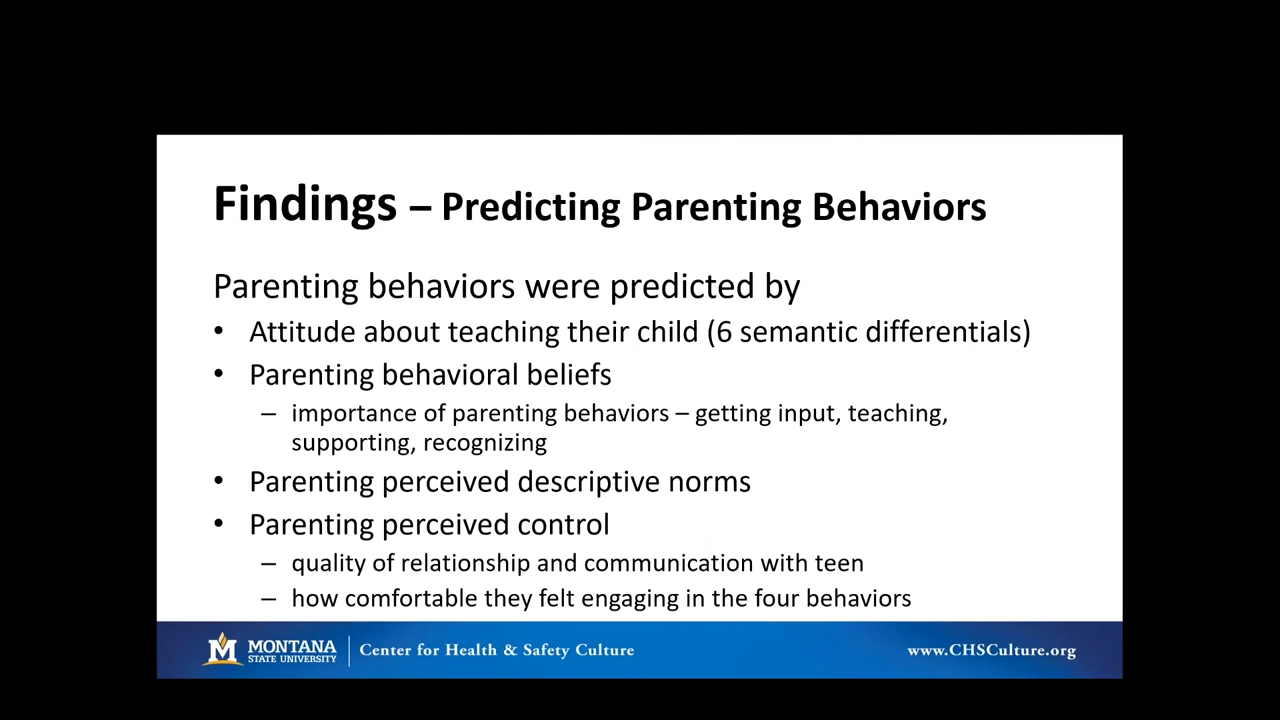 Findings – Predicting Parenting Behaviors
Parenting behaviors were predicted by
• Attitude about teaching their child (6 semantic differentials)
• Parenting behavioral beliefs
– importance of parenting behaviors – getting input, teaching,
supporting, recognizing
• Parenting perceived descriptive norms
• Parenting perceived control
– quality of relationship and communication with teen
– how comfortable they felt engaging in the four behaviors
M MONTANA
STATE UNIVERSITY
Center for Health & Safety Culture
www.CHSCulture.org